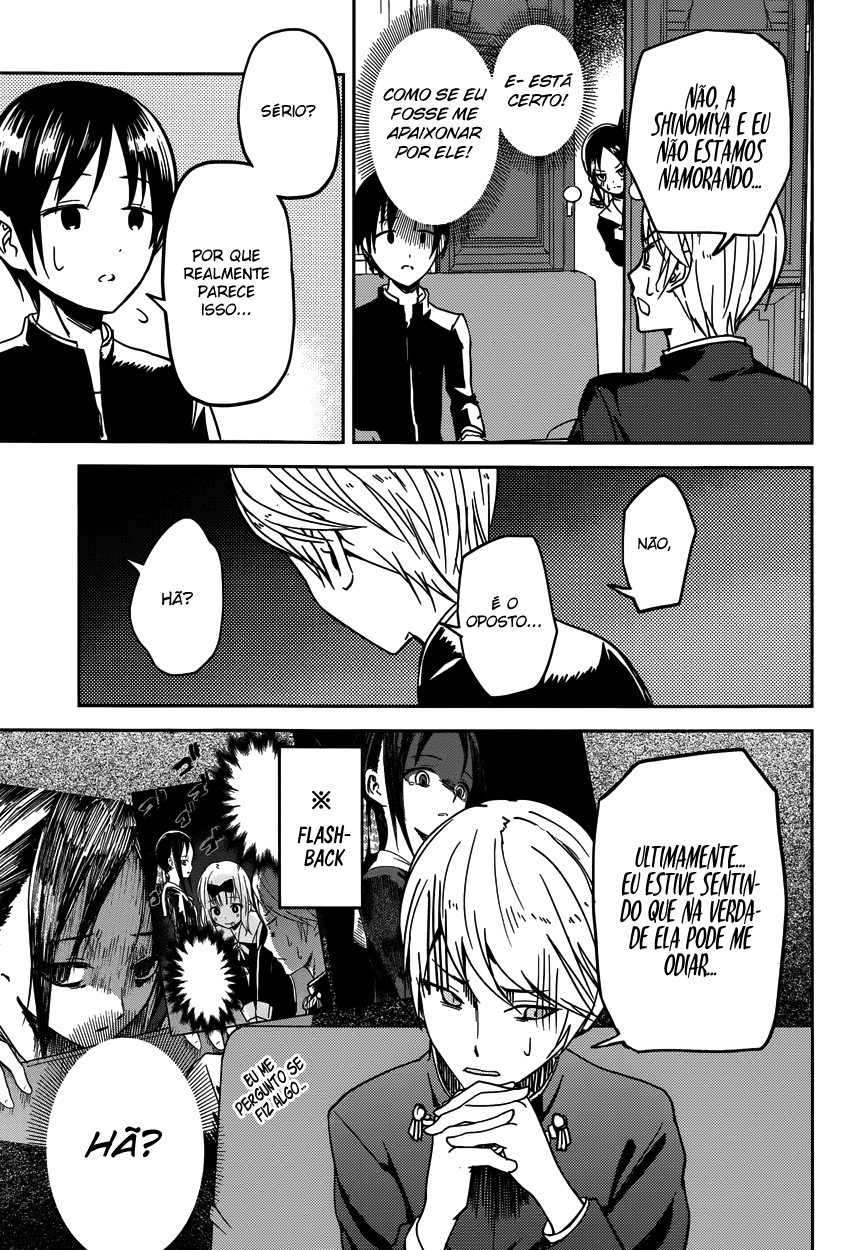 NÃO, A
SHINOMIYA E EU
NÃO ESTAMOS
NAMORANDO...
E- ESTÁ
CERTO!
COMO SE EU
FOSSE ME
APAIXONAR
POR ELE!
SÉRIO?
POR QUE
REALMENTE
PARECE
ISSO...
NÃO,
É O
OPOSTO...
HÃ?
ULTIMAMENTE...
EU ESTIVE SENTIN-
DO QUE NA VERDA-
DE ELA PODE ME
ODIAR...
※
FLASH-
BACK
EU ME
PERGUNTO SE
FIZ ALGO...
HÃ?